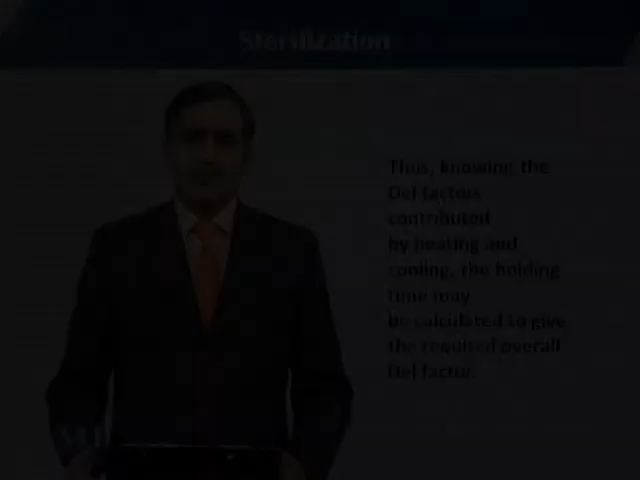 Sterilization
Thus, knowing the
Del factors
contributed
by heating and
cooling, the holding
time may
be calculated to give
the required overall
Del factor.